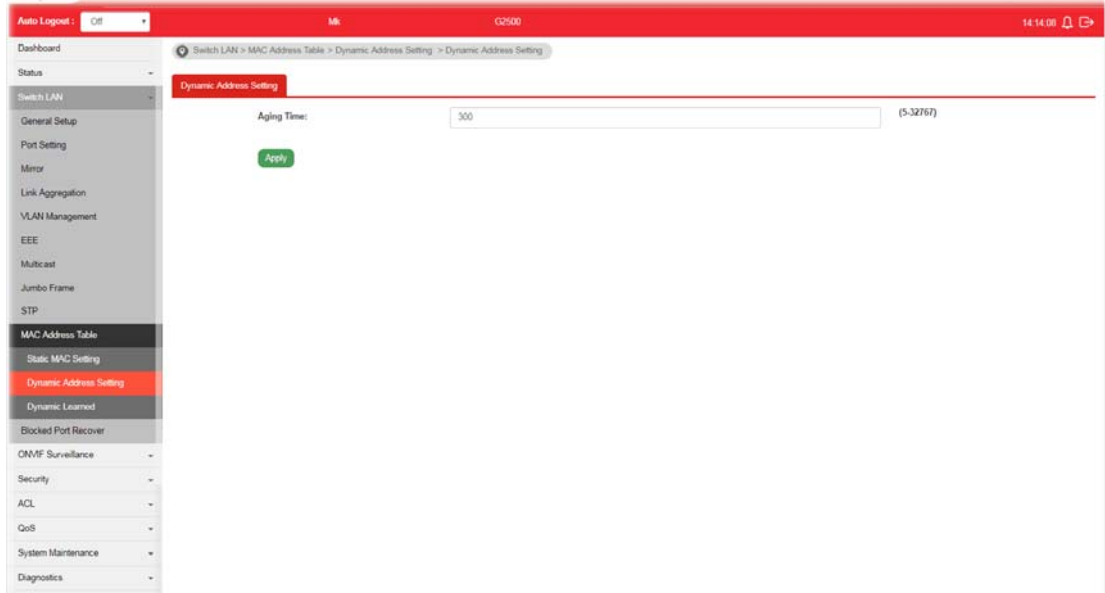 Auto Logout : Off Mk G2500 14:14:08
Dashboard
Switch LAN > MAC Address Table > Dynamic Address Setting > Dynamic Address Setting
Status
Dynamic Address Setting
Switch LAN
Aging Time: 300 (5-32767)
General Setup
Port Setting
Apply
Mirror
Link Aggregation
VLAN Management
EEE
Multicast
Jumbo Frame
STP
MAC Address Table
Static MAC Setting
Dynamic Address Setting
Dynamic Learned
Blocked Port Recover
ONVIF Surveillance
Security
ACL
QoS
System Maintenance
Diagnostics